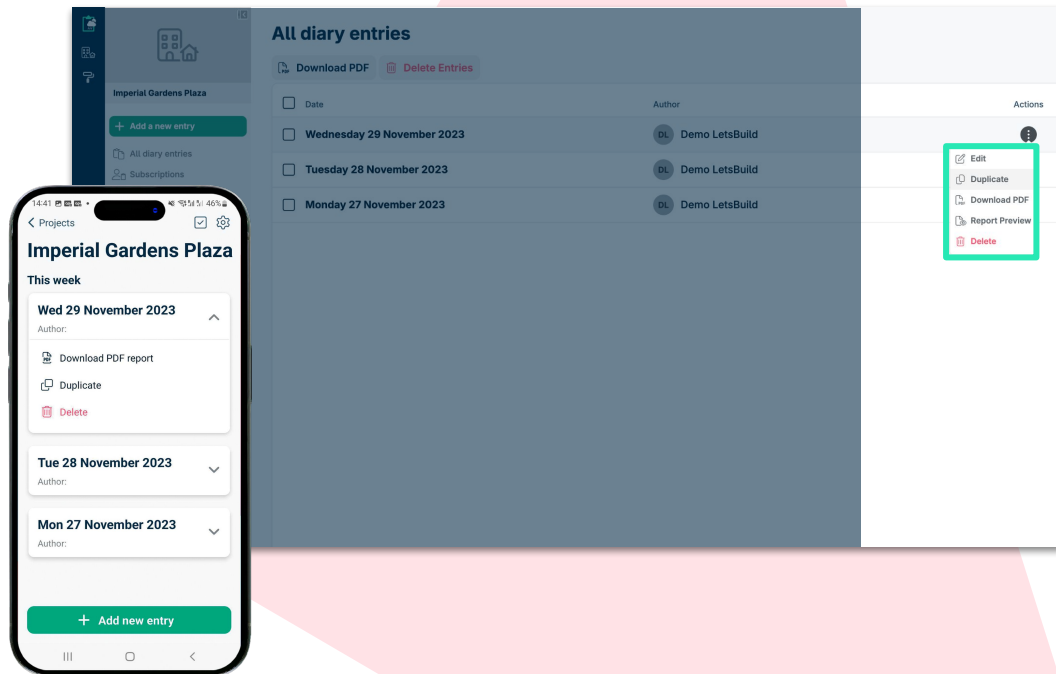 All diary entries
Download PDF
Delete Entries
Imperial Gardens Plaza
+ Add a new entry
All diary entries
Subscriptions
Date
Author
Actions
Wednesday 29 November 2023
DL
Demo LetsBuild
Tuesday 28 November 2023
DL
Demo LetsBuild
Monday 27 November 2023
DL
Demo LetsBuild
Edit
Duplicate
Download PDF
Report Preview
Delete
14:41
46%
Projects
Imperial Gardens Plaza
This week
Wed 29 November 2023
Author:
Download PDF report
Duplicate
Delete
Tue 28 November 2023
Author:
Mon 27 November 2023
Author:
+ Add new entry